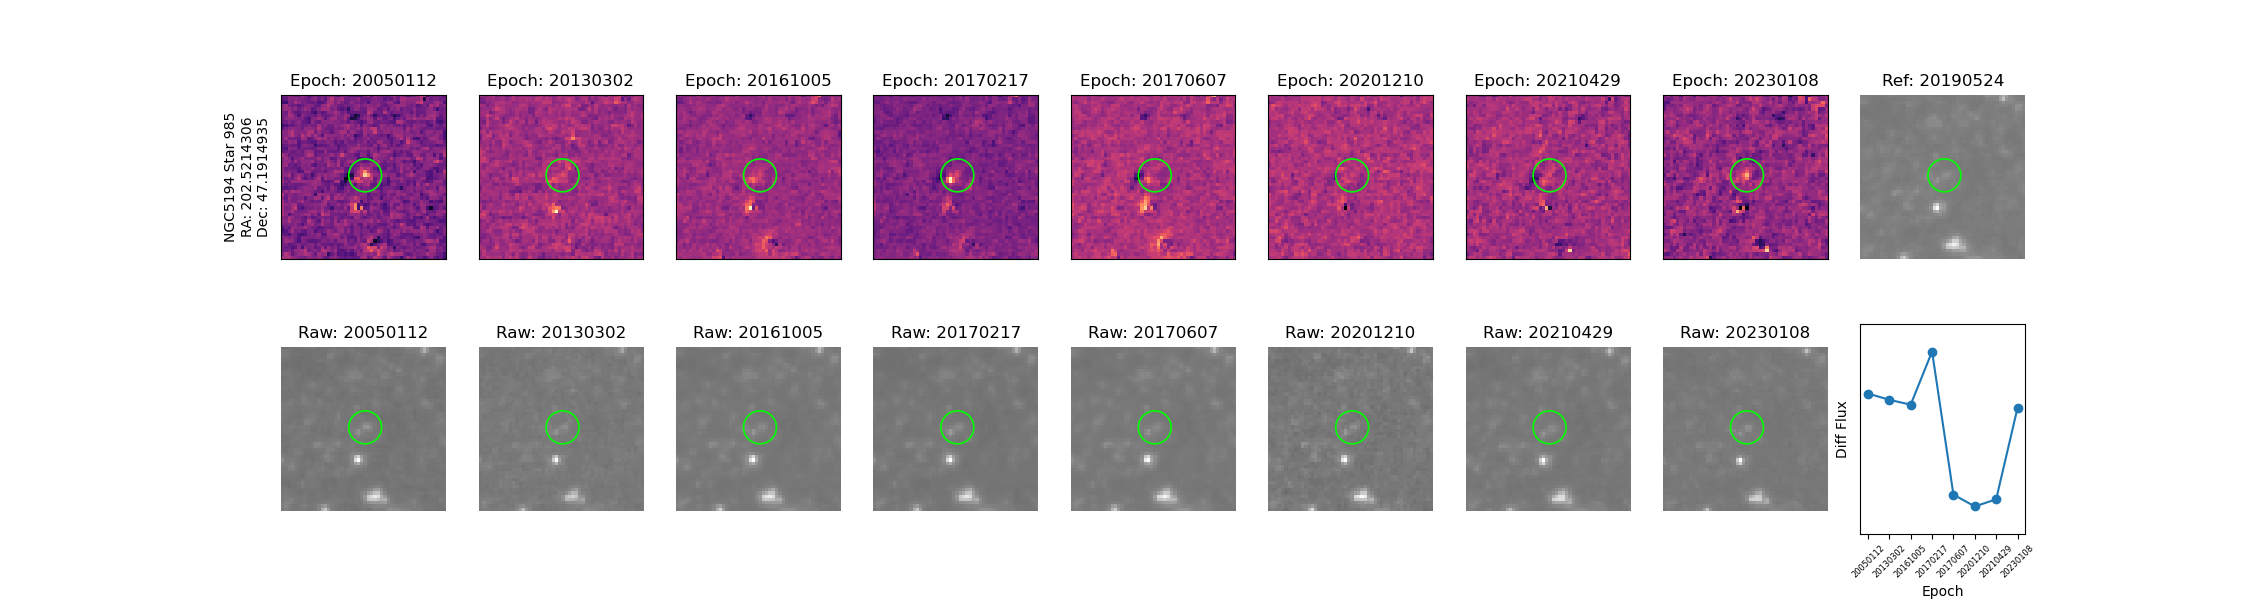 NGC5194 Star 985
RA: 202.5214306
Dec: 47.1914935
Epoch: 20050112
Epoch: 20130302
Epoch: 20161005
Epoch: 20170217
Epoch: 20170607
Epoch: 20201210
Epoch: 20210429
Epoch: 20230108
Ref: 20190524
Raw: 20050112
Raw: 20130302
Raw: 20161005
Raw: 20170217
Raw: 20170607
Raw: 20201210
Raw: 20210429
Raw: 20230108
Diff Flux
20050112
20130302
20161005
20170217
20170607
20201210
20210429
20230108
Epoch